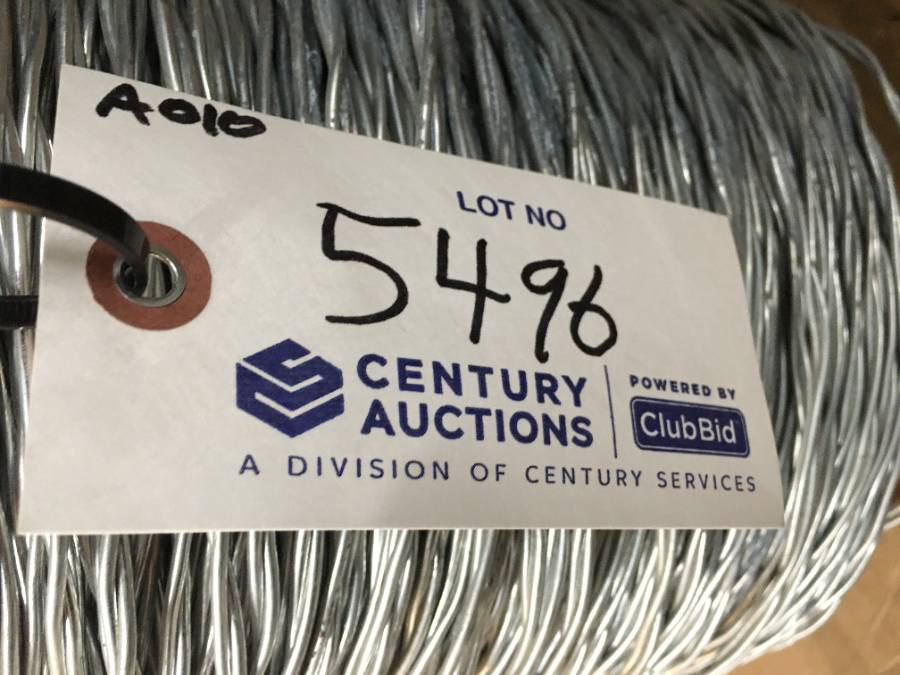 A010
LOT NO
5496
CENTURY
AUCTIONS
POWERED BY
ClubBid
A DIVISION OF CENTURY SERVICES